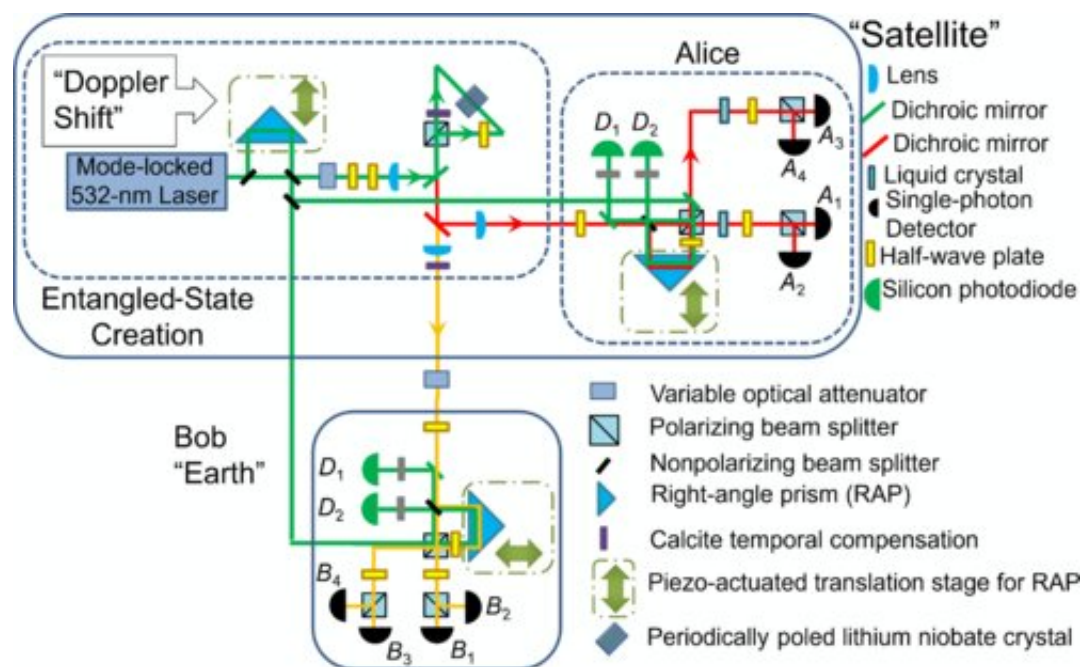 "Satellite"
"Doppler
Shift"
Mode-locked
532-nm Laser
Entangled-State
Creation
Alice
D1
D2
A3
A4
A1
A2
Lens
Dichroic mirror
Dichroic mirror
Liquid crystal
Single-photon
Detector
Half-wave plate
Silicon photodiode
Bob
"Earth"
D1
D2
B4
B3
B1
B2
Variable optical attenuator
Polarizing beam splitter
Nonpolarizing beam splitter
Right-angle prism (RAP)
Calcite temporal compensation
Piezo-actuated translation stage for RAP
Periodically poled lithium niobate crystal